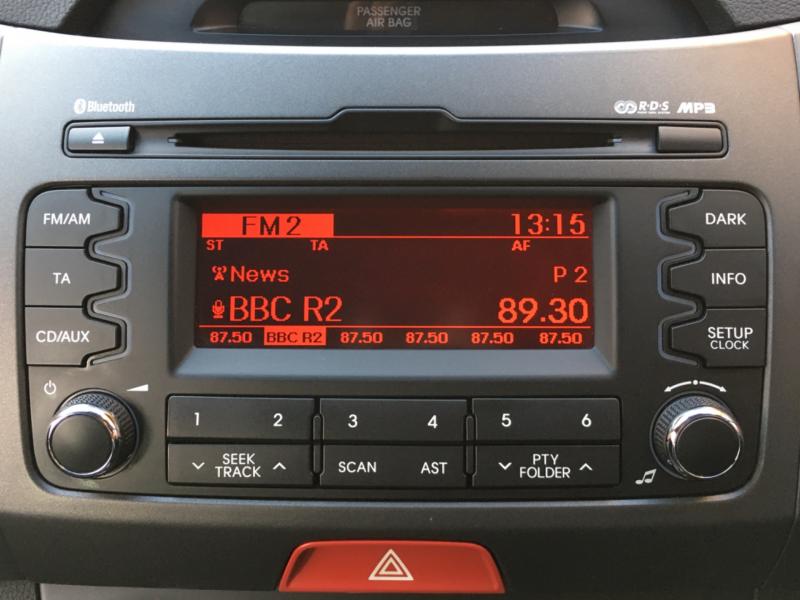 PASSENGER
AIR BAG
Bluetooth
R·D·S MP3
FM/AM
TA
CD/AUX
FM 2 13:15
ST TA AF
News P 2
BBC R2 89.30
87.50 BBC R2 87.50 87.50 87.50 87.50
DARK
INFO
SETUP
CLOCK
1 2 3 4 5 6
SEEK
TRACK
SCAN AST
PTY
FOLDER